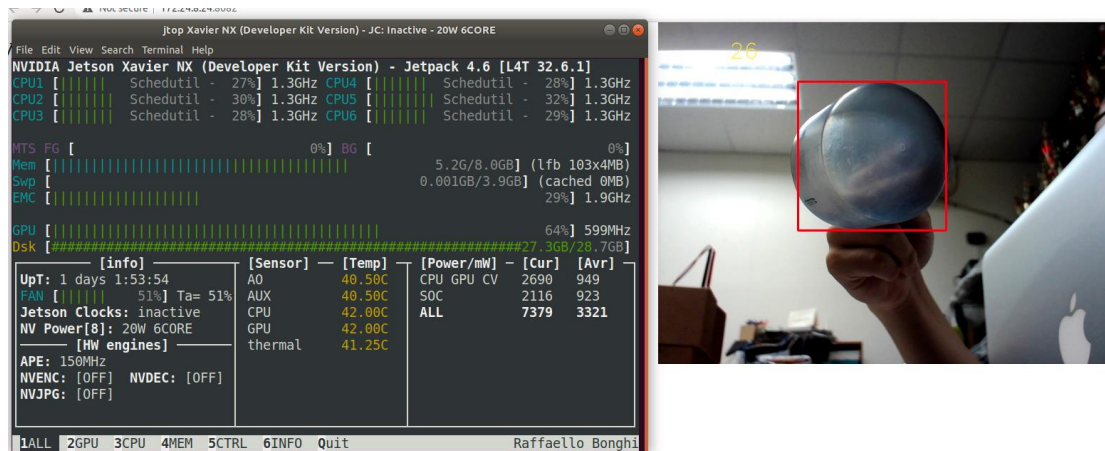 Not secure | 172.24.8.24:8082
jtop Xavier NX (Developer Kit Version) - JC: Inactive - 20W 6CORE
File Edit View Search Terminal Help
NVIDIA Jetson Xavier NX (Developer Kit Version) - Jetpack 4.6 [L4T 32.6.1]
CPU1 [|||||| Schedutil - 27%] 1.3GHz CPU4 [||||||| Schedutil - 28%] 1.3GHz
CPU2 [||||||| Schedutil - 30%] 1.3GHz CPU5 [|||||||| Schedutil - 32%] 1.3GHz
CPU3 [||||||| Schedutil - 28%] 1.3GHz CPU6 [||||||| Schedutil - 29%] 1.3GHz
MTS FG [ 0%] BG [ 0%]
Mem [|||||||||||||||||||||||||||||||||||||| 5.2G/8.0GB] (lfb 103x4MB)
Swp [ 0.001GB/3.9GB] (cached 0MB)
EMC [||||||||||||||||||| 29%] 1.9GHz
GPU [|||||||||||||||||||||||||||||||||||||||||| 64%] 599MHz
Dsk [############################################################27.3GB/28.7GB]
[info] [Sensor] [Temp] [Power/mW] [Cur] [Avr]
UpT: 1 days 1:53:54 AO 40.50C CPU GPU CV 2690 949
FAN [|||||| 51%] Ta= 51% AUX 40.50C SOC 2116 923
Jetson Clocks: inactive CPU 42.00C ALL 7379 3321
NV Power[8]: 20W 6CORE GPU 42.00C
[HW engines] thermal 41.25C
APE: 150MHz
NVENC: [OFF] NVDEC: [OFF]
NVJPG: [OFF]
1ALL 2GPU 3CPU 4MEM 5CTRL 6INFO Quit Raffaello Bonghi
26